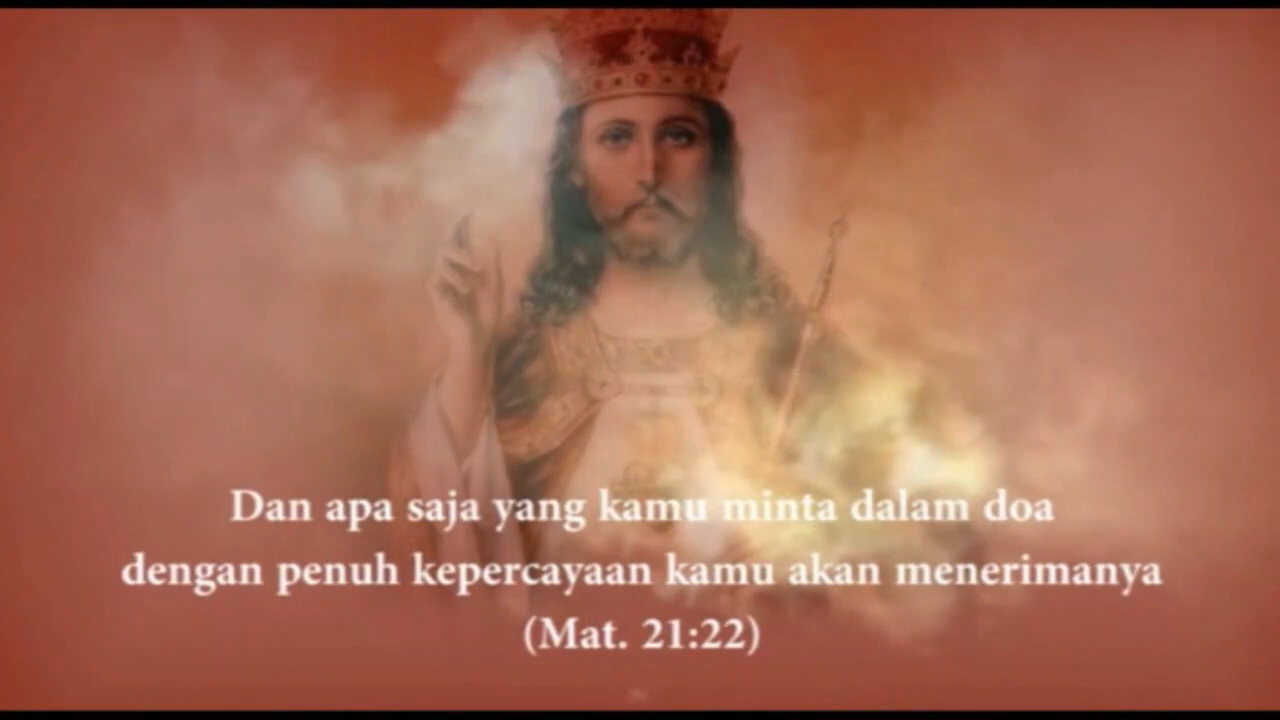 Dan apa saja yang kamu minta dalam doa
dengan penuh kepercayaan kamu akan menerimanya
(Mat. 21:22)